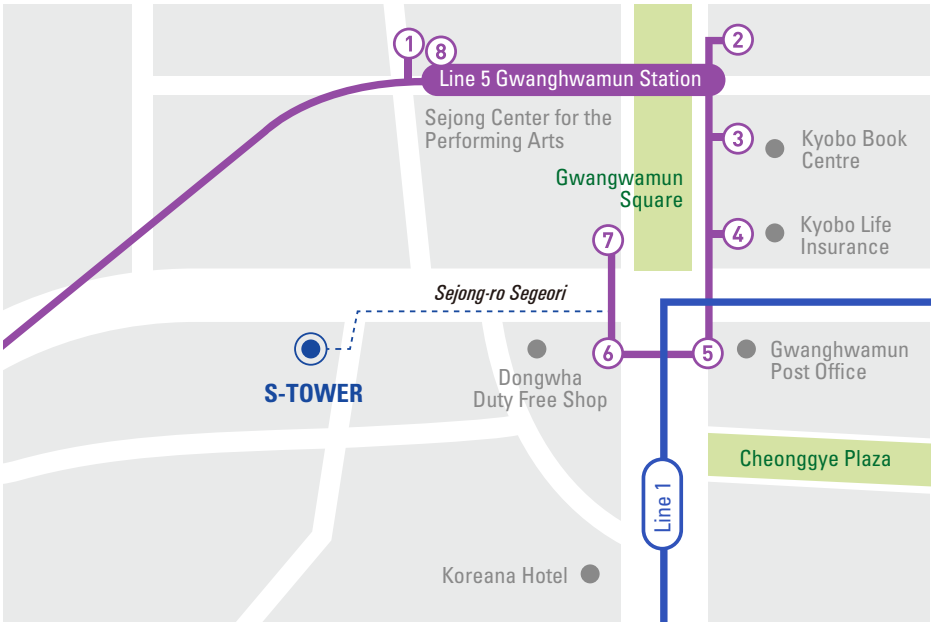 1
8
2
Line 5 Gwanghwamun Station
Sejong Center for the
Performing Arts
3
Kyobo Book
Centre
Gwangwamun
Square
7
4
Kyobo Life
Insurance
Sejong-ro Segeori
S-TOWER
6
5
Dongwha
Duty Free Shop
Gwanghwamun
Post Office
Cheonggye Plaza
Line 1
Koreana Hotel